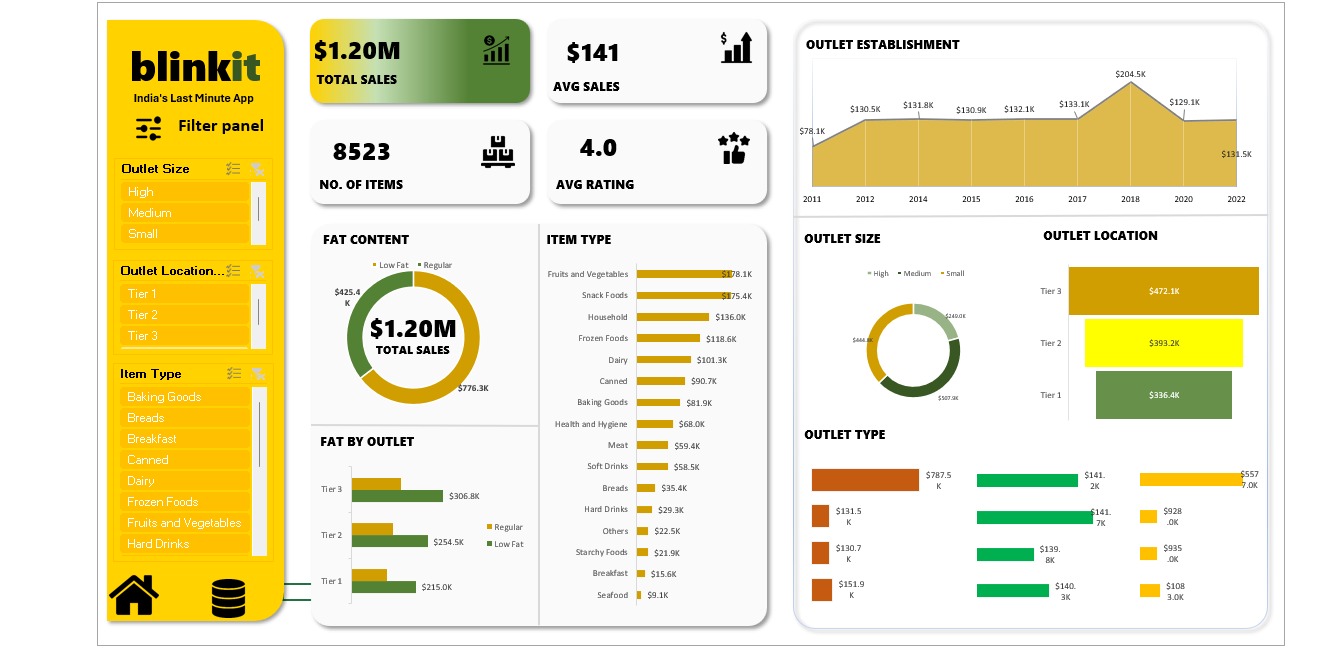 blinkit
India's Last Minute App
Filter panel
Outlet Size
High
Medium
Small
Outlet Location...
Tier 1
Tier 2
Tier 3
Item Type
Baking Goods
Breads
Breakfast
Canned
Dairy
Frozen Foods
Fruits and Vegetables
Hard Drinks
$1.20M
TOTAL SALES
$141
AVG SALES
8523
NO. OF ITEMS
4.0
AVG RATING
FAT CONTENT
Low Fat Regular
$425.4
K
$1.20M
TOTAL SALES
$776.3K
FAT BY OUTLET
Tier 3
$306.8K
Tier 2
$254.5K
Tier 1
$215.0K
Regular
Low Fat
ITEM TYPE
Fruits and Vegetables $178.1K
Snack Foods $175.4K
Household $136.0K
Frozen Foods $118.6K
Dairy $101.3K
Canned $90.7K
Baking Goods $81.9K
Health and Hygiene $68.0K
Meat $59.4K
Soft Drinks $58.5K
Breads $35.4K
Hard Drinks $29.3K
Others $22.5K
Starchy Foods $21.9K
Breakfast $15.6K
Seafood $9.1K
OUTLET ESTABLISHMENT
$78.1K $130.5K $131.8K $130.9K $132.1K $133.1K $204.5K $129.1K $131.5K
2011 2012 2014 2015 2016 2017 2018 2020 2022
OUTLET SIZE
High Medium Small
$249.0K
$444.8K
$507.9K
OUTLET LOCATION
Tier 3 $472.1K
Tier 2 $393.2K
Tier 1 $336.4K
OUTLET TYPE
$787.5
K
$131.5
K
$130.7
K
$151.9
K
$141.
2K
$141.
7K
$139.
8K
$140.
3K
$557
7.0K
$928
.0K
$935
.0K
$108
3.0K